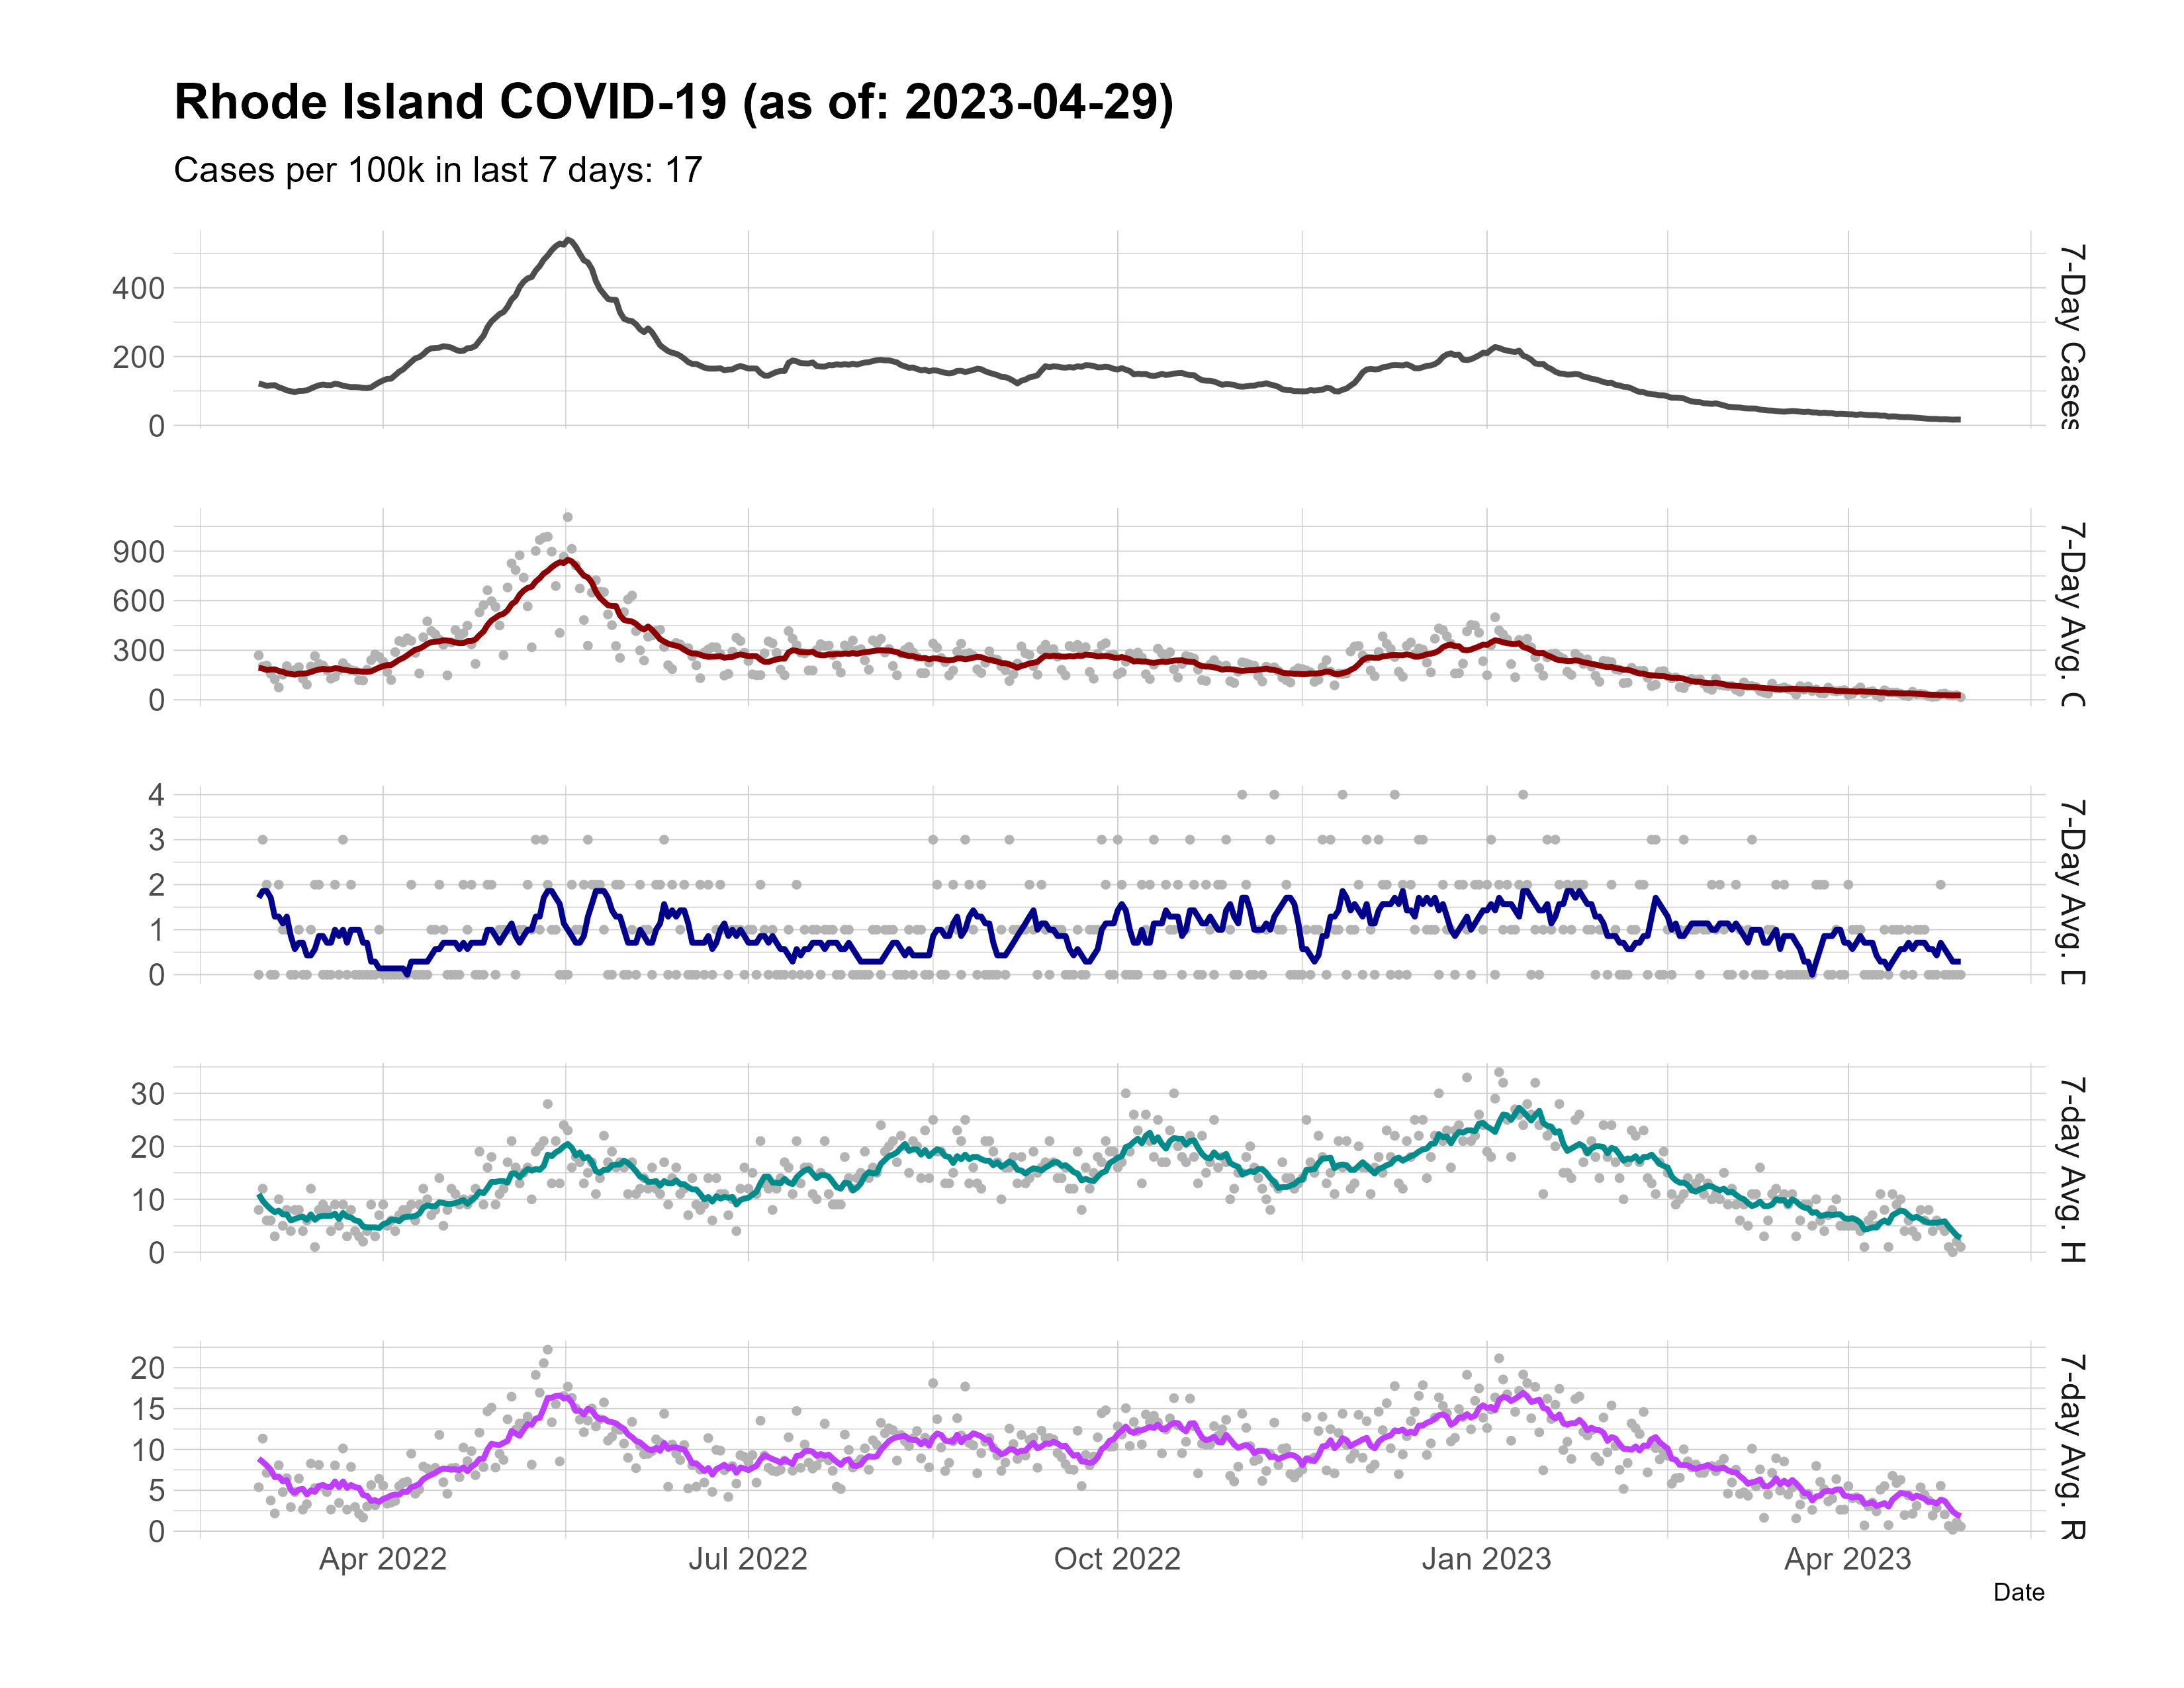 Rhode Island COVID-19 (as of: 2023-04-29)
Cases per 100k in last 7 days: 17
400
200
0
7-Day Cases
900
600
300
0
7-Day Avg. C
4
3
2
1
0
7-Day Avg. D
30
20
10
0
7-day Avg. H
20
15
10
5
0
7-day Avg. R
Apr 2022
Jul 2022
Oct 2022
Jan 2023
Apr 2023
Date